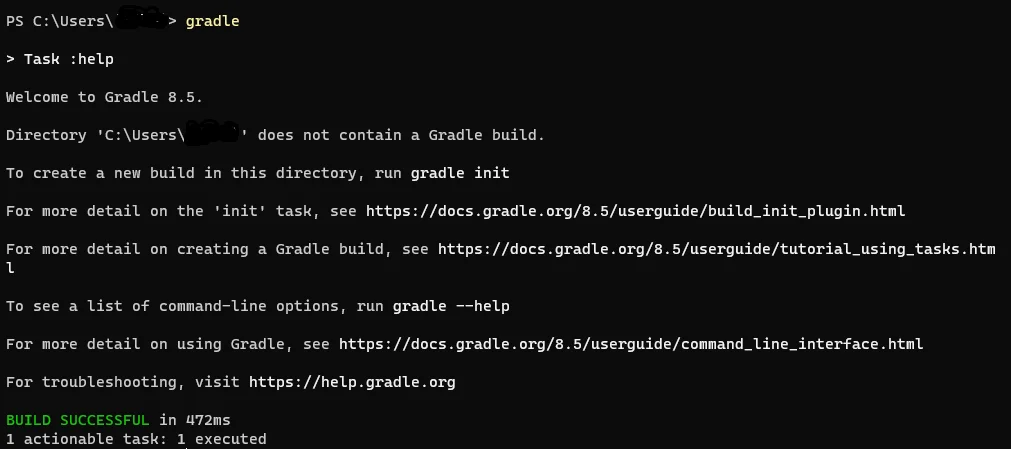 PS C:\Users\ > gradle
> Task :help
Welcome to Gradle 8.5.
Directory 'C:\Users\ ' does not contain a Gradle build.
To create a new build in this directory, run gradle init
For more detail on the 'init' task, see https://docs.gradle.org/8.5/userguide/build_init_plugin.html
For more detail on creating a Gradle build, see https://docs.gradle.org/8.5/userguide/tutorial_using_tasks.htm
l
To see a list of command-line options, run gradle --help
For more detail on using Gradle, see https://docs.gradle.org/8.5/userguide/command_line_interface.html
For troubleshooting, visit https://help.gradle.org
BUILD SUCCESSFUL in 472ms
1 actionable task: 1 executed